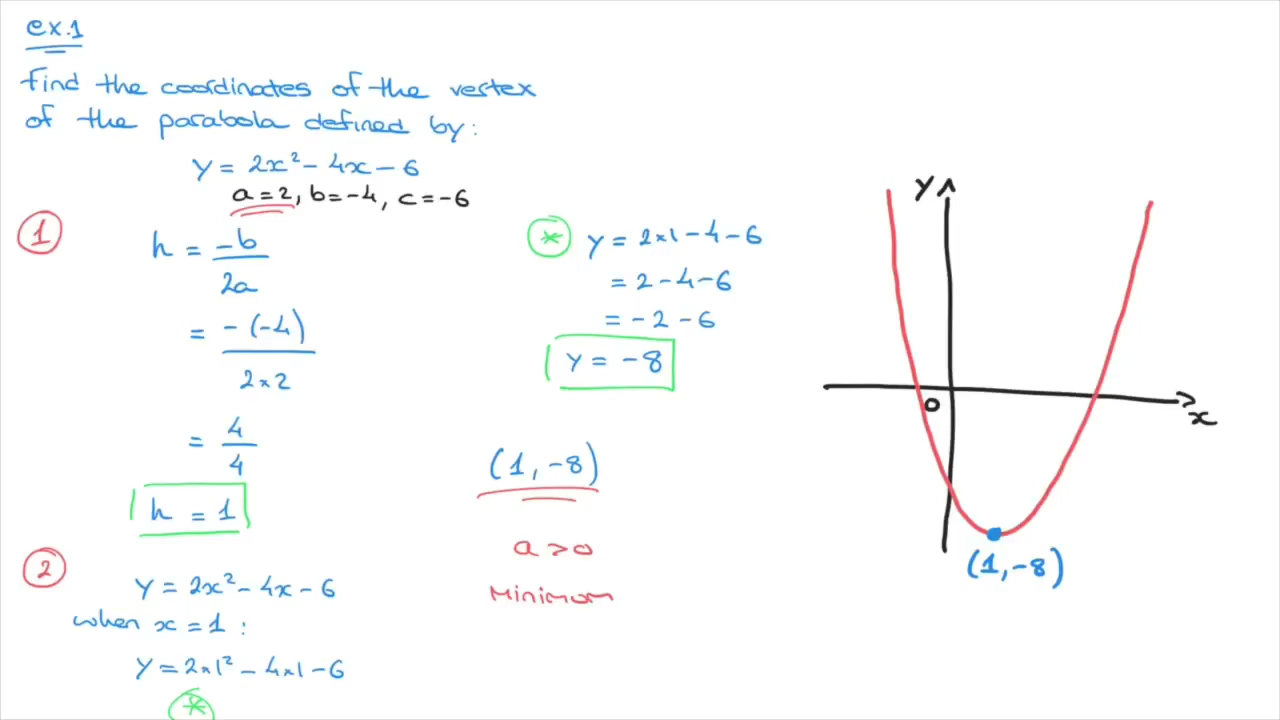 ex.1
Find the coordinates of the vertex
of the parabola defined by:
y = 2x² - 4x - 6
a = 2, b = -4, c = -6
1
h = -b
2a
= -(-4)
2×2
= 4
4
h = 1
2
y = 2x² - 4x - 6
when x = 1 :
y = 2×1² - 4×1 - 6
*
* y = 2×1 - 4 - 6
= 2 - 4 - 6
= -2 - 6
y = -8
(1, -8)
a > 0
Minimum
y
0
x
(1, -8)